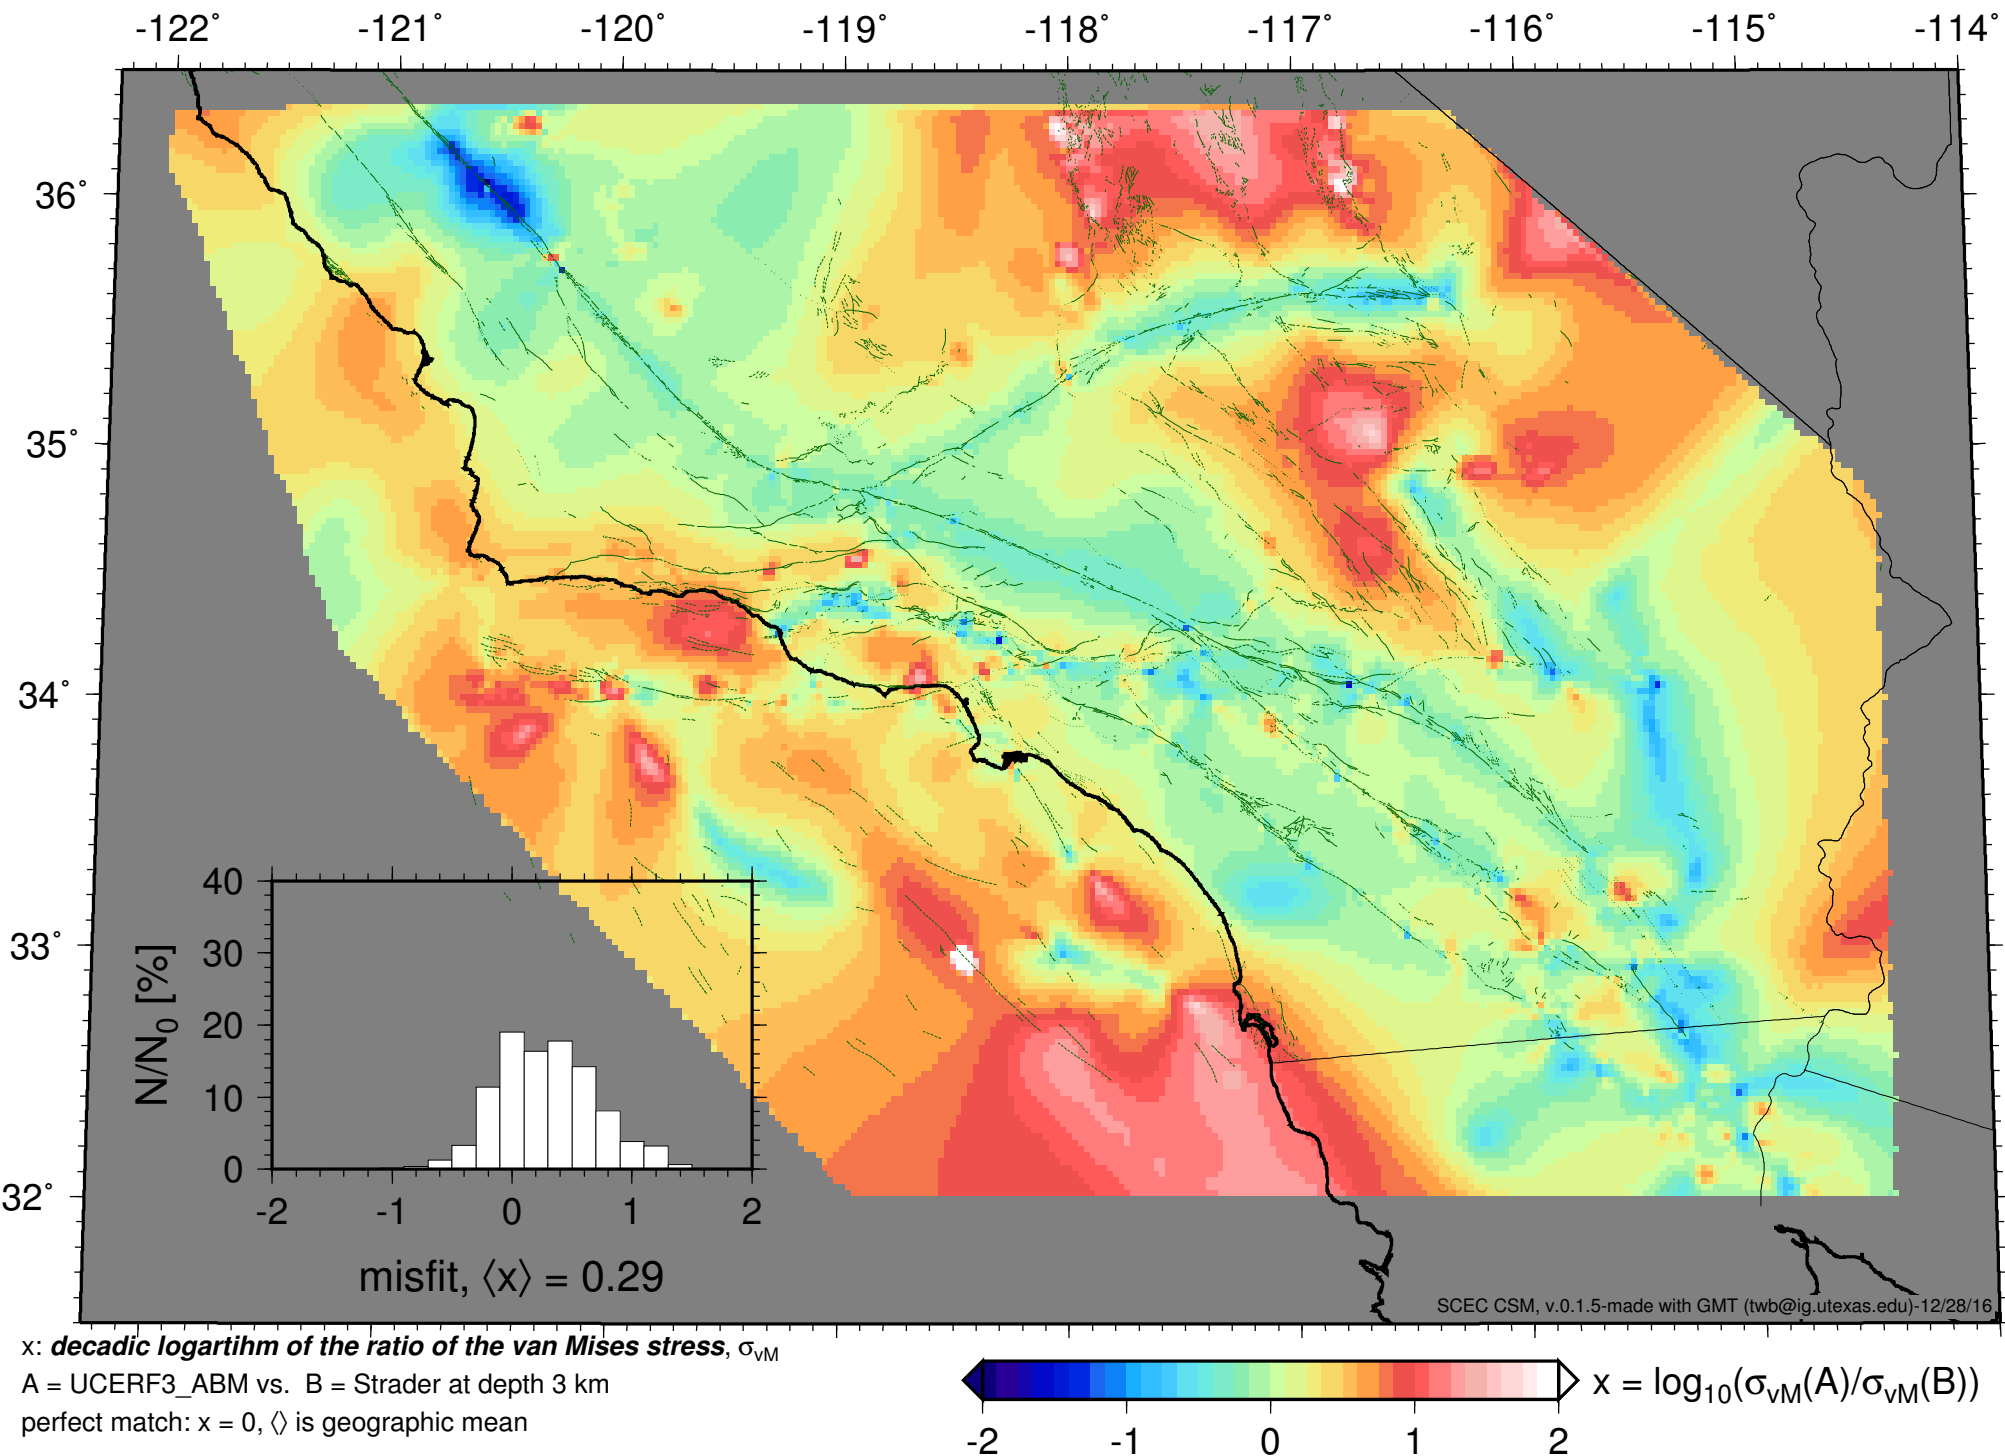 -122° -121° -120° -119° -118° -117° -116° -115° -114°
36°
35°
34°
33°
32°
40
30
20
10
0
N/N0 [%]
-2 -1 0 1 2
misfit, ⟨x⟩ = 0.29
SCEC CSM, v.0.1.5-made with GMT (twb@ig.utexas.edu)-12/28/16
x: decadic logartihm of the ratio of the van Mises stress, σvM
A = UCERF3_ABM vs. B = Strader at depth 3 km
perfect match: x = 0, ⟨⟩ is geographic mean
x = log10(σvM(A)/σvM(B))
-2 -1 0 1 2